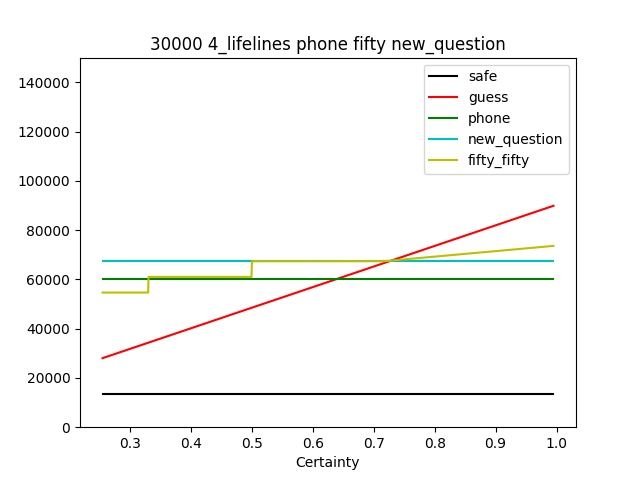 30000 4_lifelines phone fifty new_question
140000
120000
100000
80000
60000
40000
20000
0
safe
guess
phone
new_question
fifty_fifty
0.3 0.4 0.5 0.6 0.7 0.8 0.9 1.0
Certainty